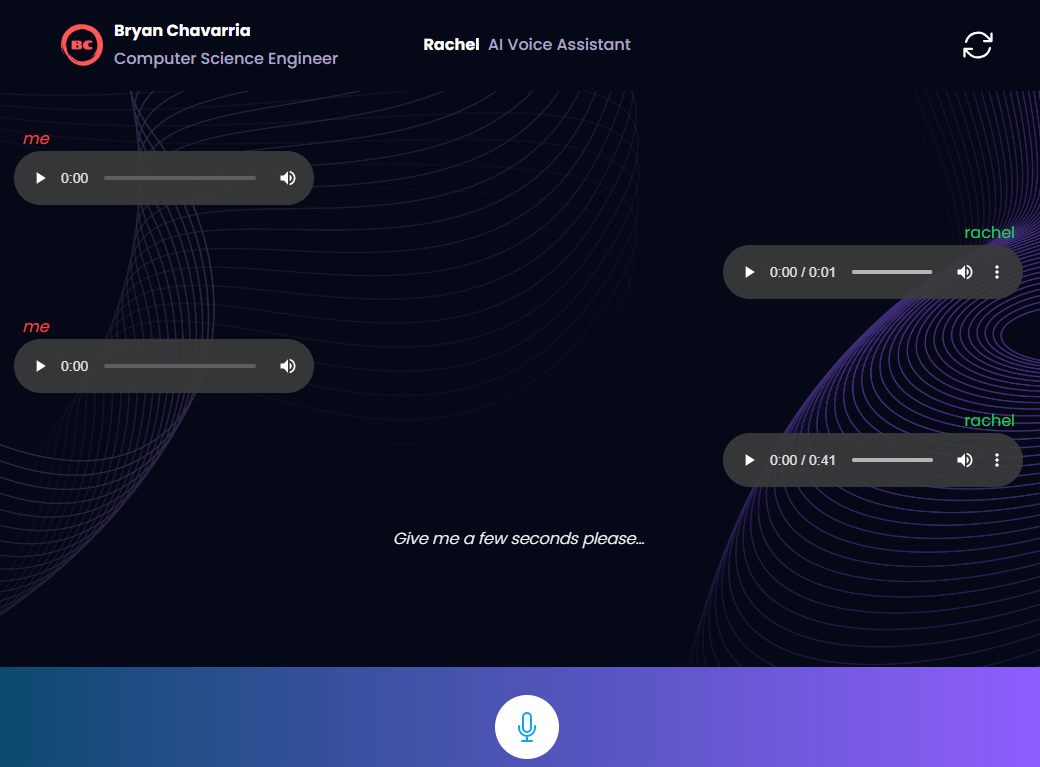 BC
Bryan Chavarria
Computer Science Engineer
Rachel AI Voice Assistant
me
0:00
rachel
0:00 / 0:01
me
0:00
rachel
0:00 / 0:41
Give me a few seconds please...